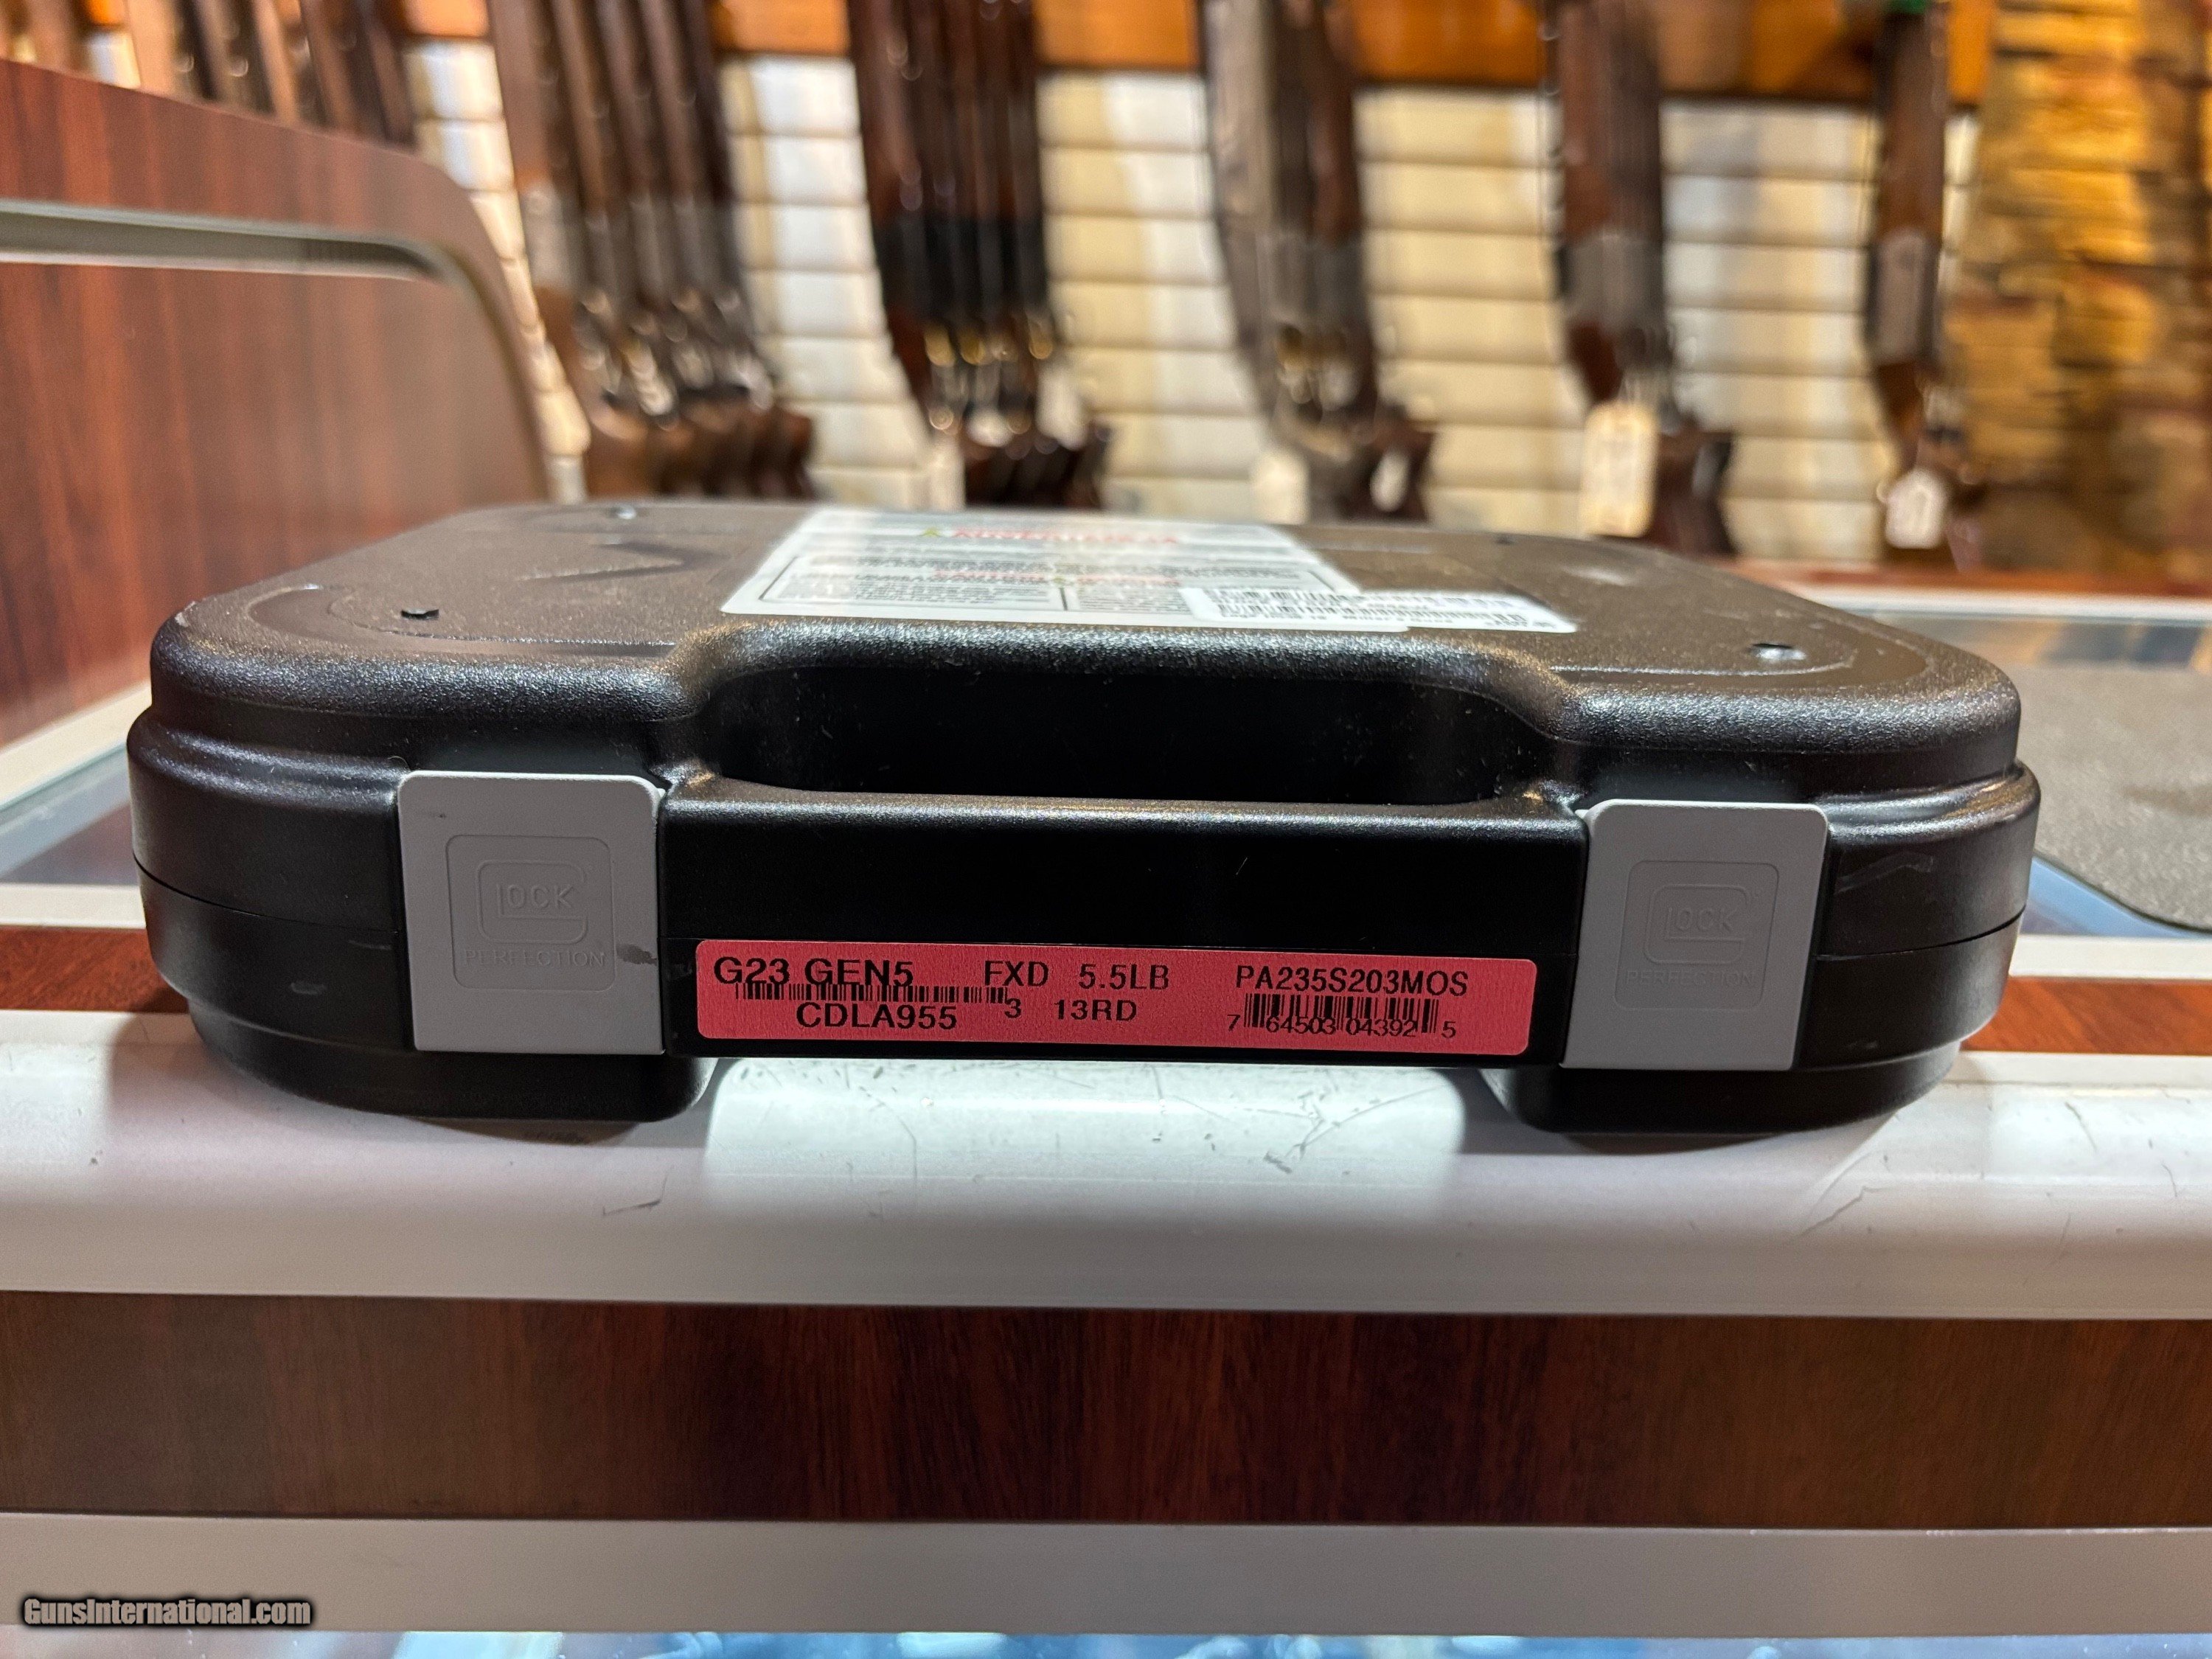 GLOCK
PERFECTION
GLOCK
PERFECTION
G23 GEN5 FXD 5.5LB PA235S203MOS
CDLA955 3 13RD
7 64503 04392 5
GunsInternational.com